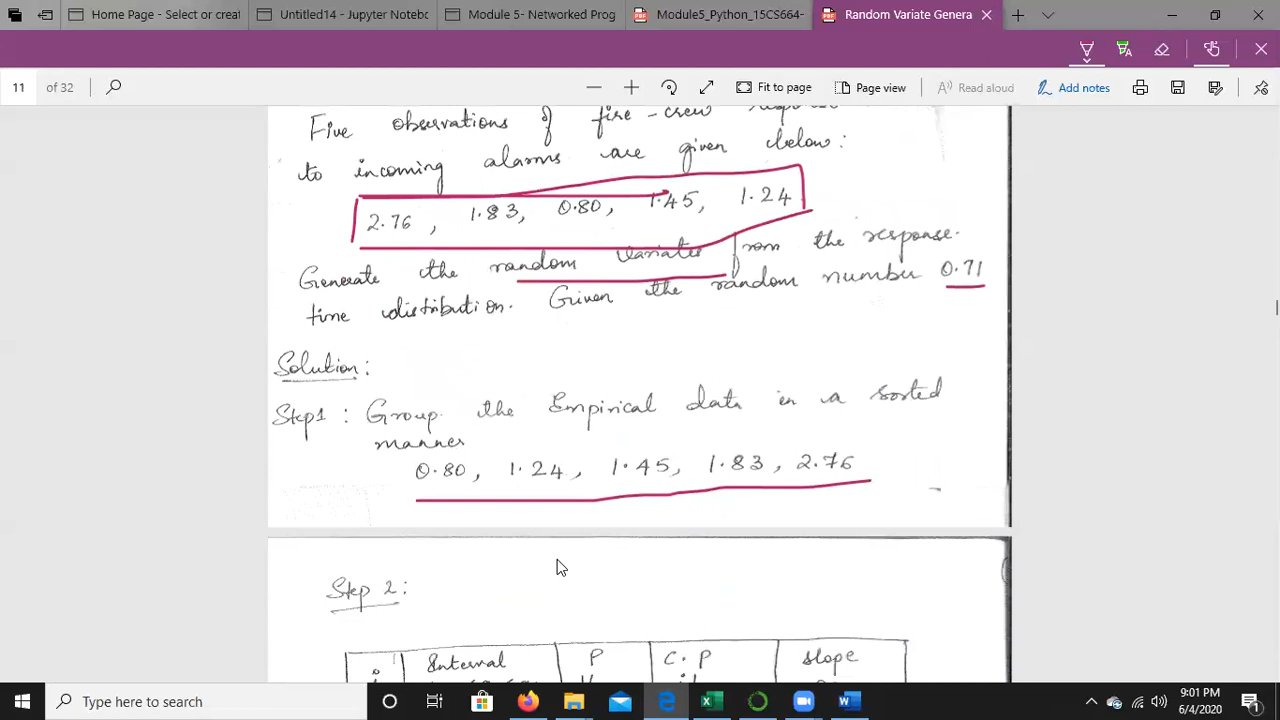 Home Page - Select or creat
Untitled14 - Jupyter Notebo
Module 5- Networked Prog
Module5_Python_15CS664-
Random Variate Genera
11 of 32
Fit to page
Page view
Read aloud
Add notes
Five observations of fire-crew
to incoming alarms are given below:
2.76, 1.83, 0.80, 1.45, 1.24
Generate the random variates from the response
time distribution. Given the random number 0.71
Solution:
Step1: Group the Empirical data in a sorted
manner
0.80, 1.24, 1.45, 1.83, 2.76
Step 2:
i Interval P C.P slope
Type here to search
9:01 PM
6/4/2020